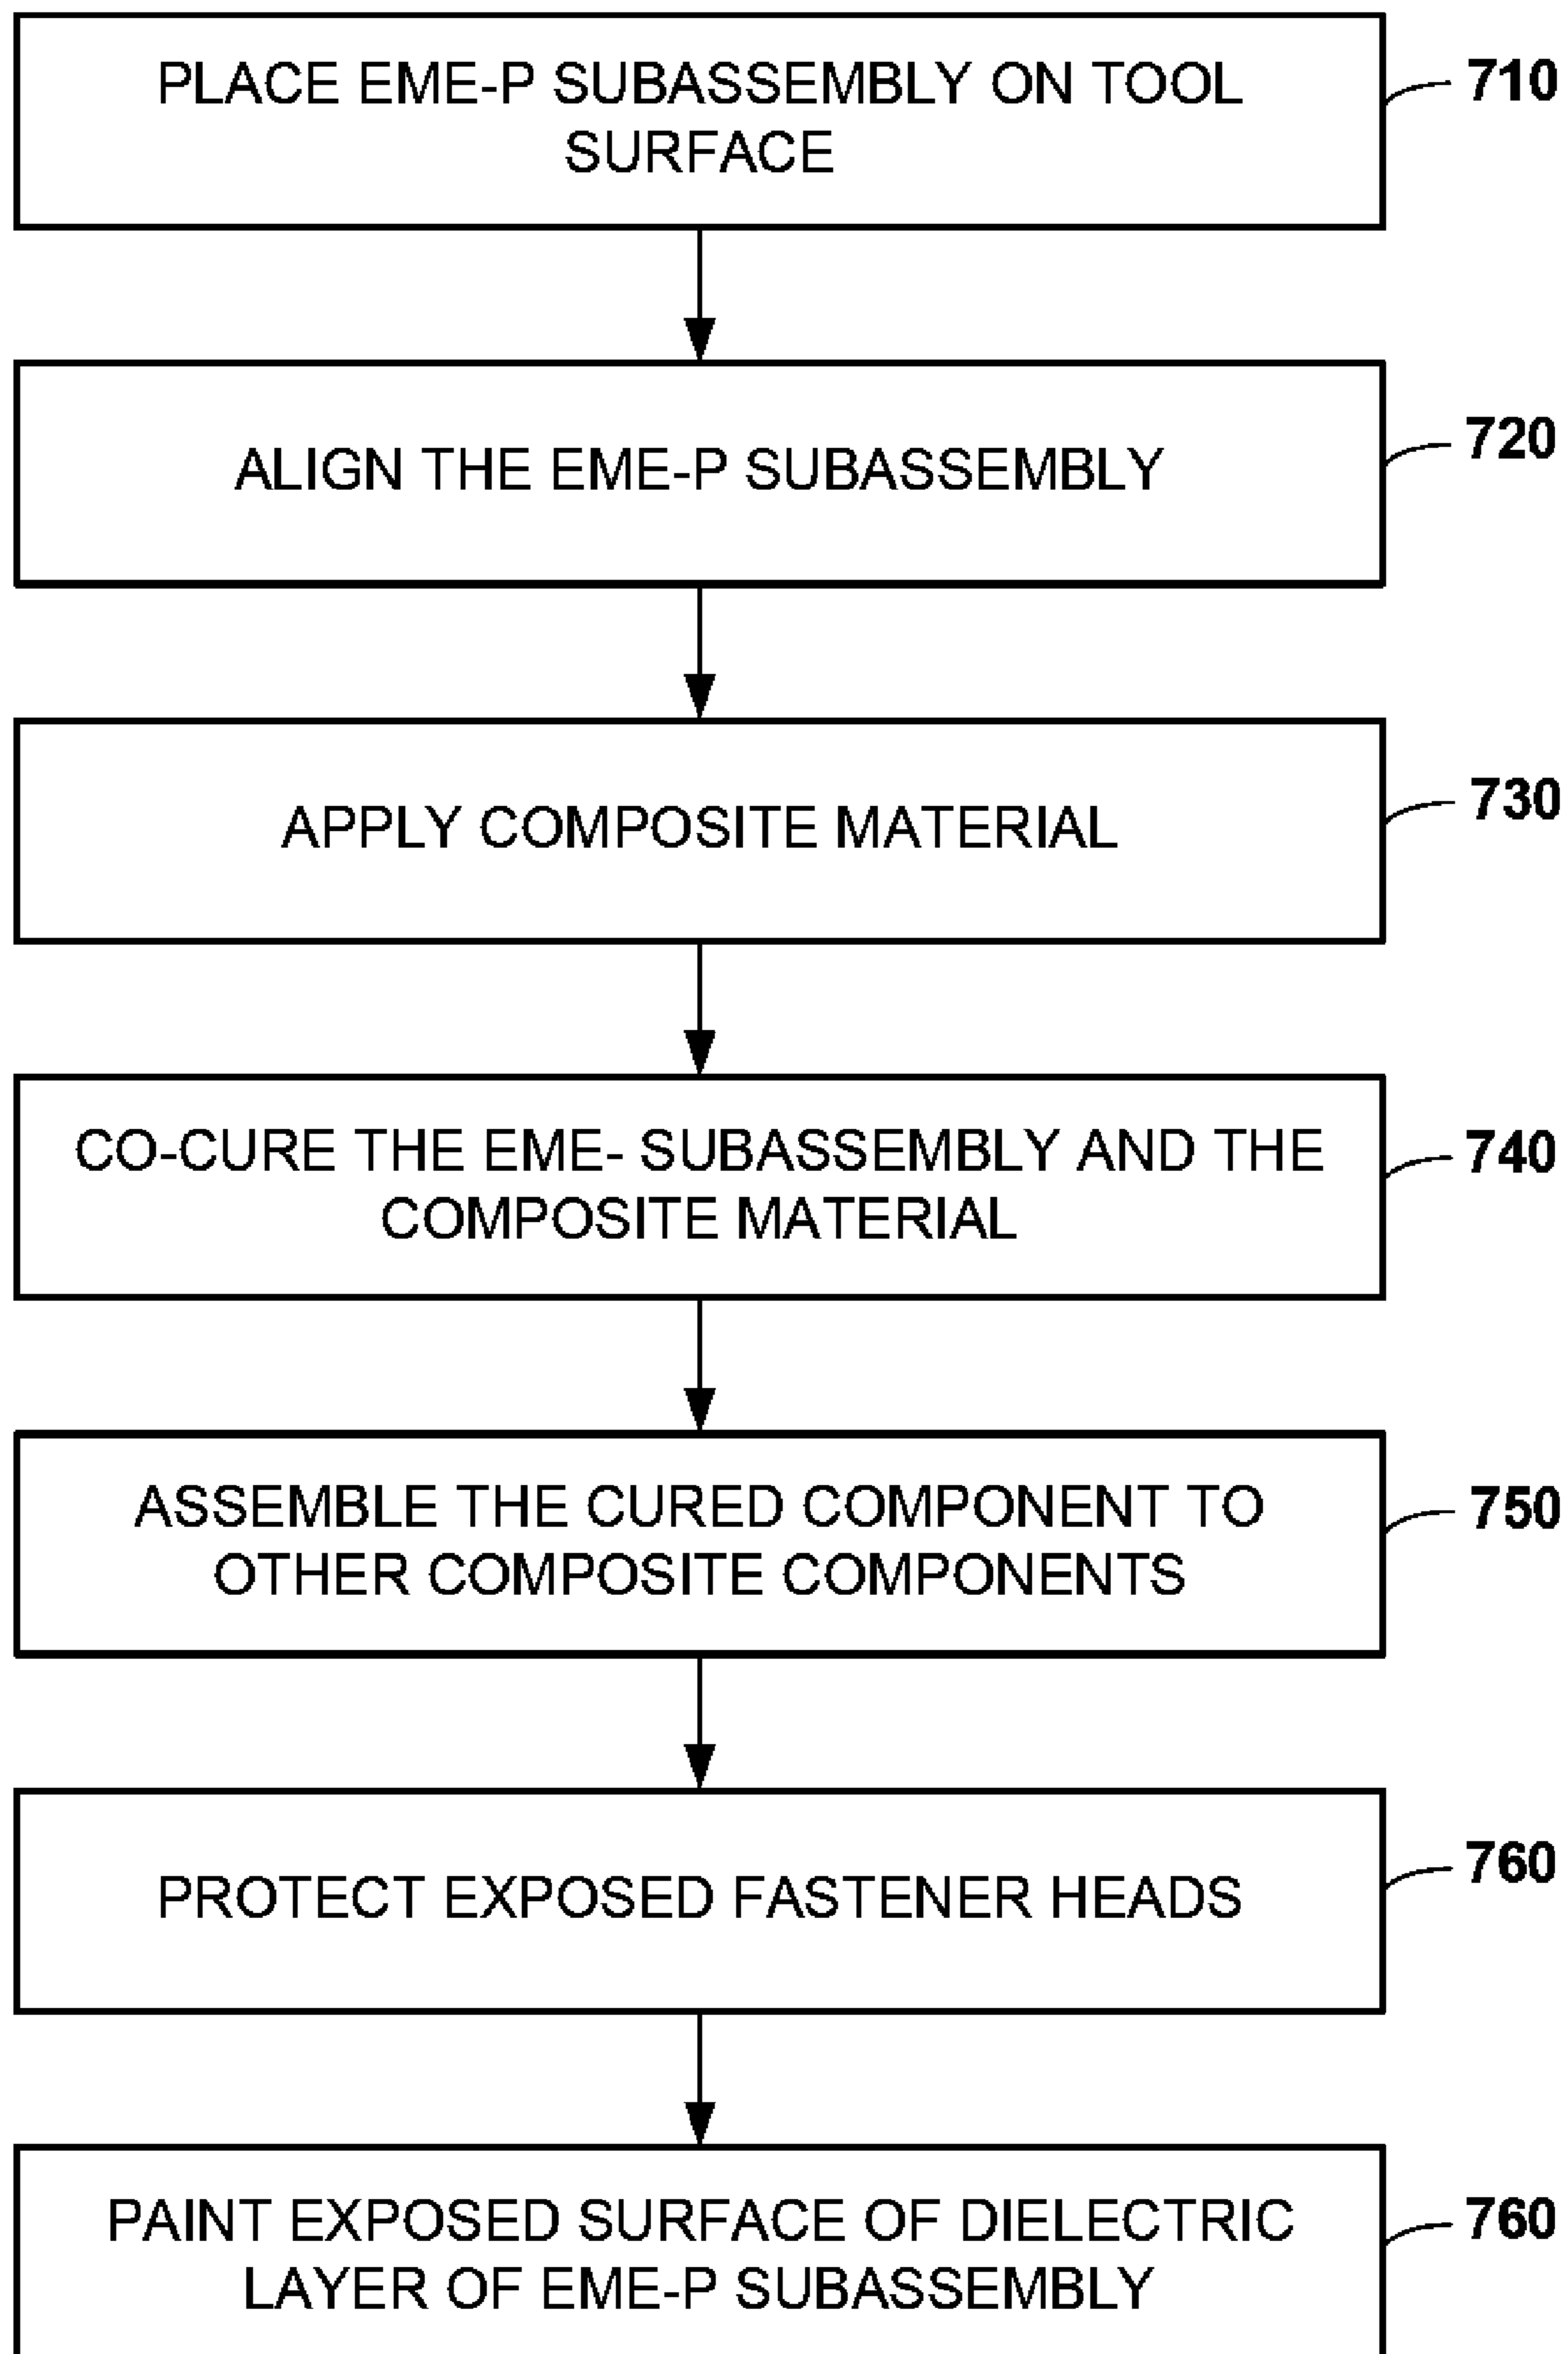 PLACE EME-P SUBASSEMBLY ON TOOL
SURFACE
710
ALIGN THE EME-P SUBASSEMBLY
720
APPLY COMPOSITE MATERIAL
730
CO-CURE THE EME- SUBASSEMBLY AND THE
COMPOSITE MATERIAL
740
ASSEMBLE THE CURED COMPONENT TO
OTHER COMPOSITE COMPONENTS
750
PROTECT EXPOSED FASTENER HEADS
760
PAINT EXPOSED SURFACE OF DIELECTRIC
LAYER OF EME-P SUBASSEMBLY
760